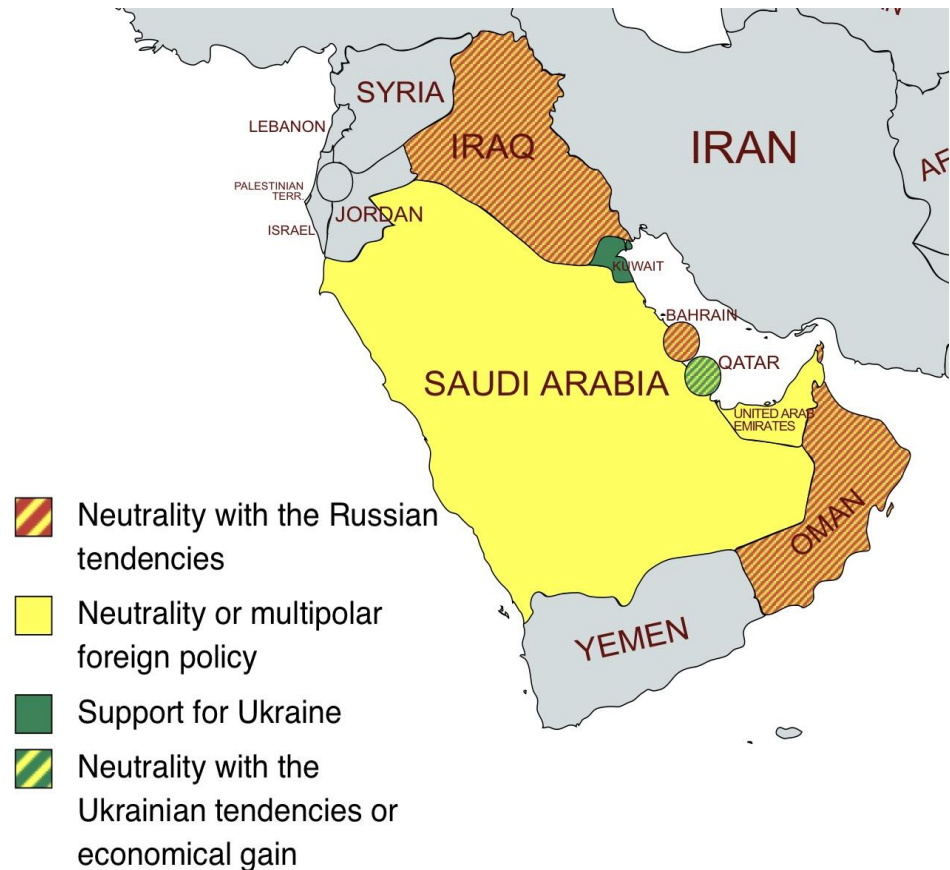 SYRIA
LEBANON
IRAQ
IRAN
PALESTINIAN
TERR.
JORDAN
ISRAEL
KUWAIT
BAHRAIN
QATAR
SAUDI ARABIA
UNITED ARAB
EMIRATES
OMAN
YEMEN
Neutrality with the Russian
tendencies
Neutrality or multipolar
foreign policy
Support for Ukraine
Neutrality with the
Ukrainian tendencies or
economical gain